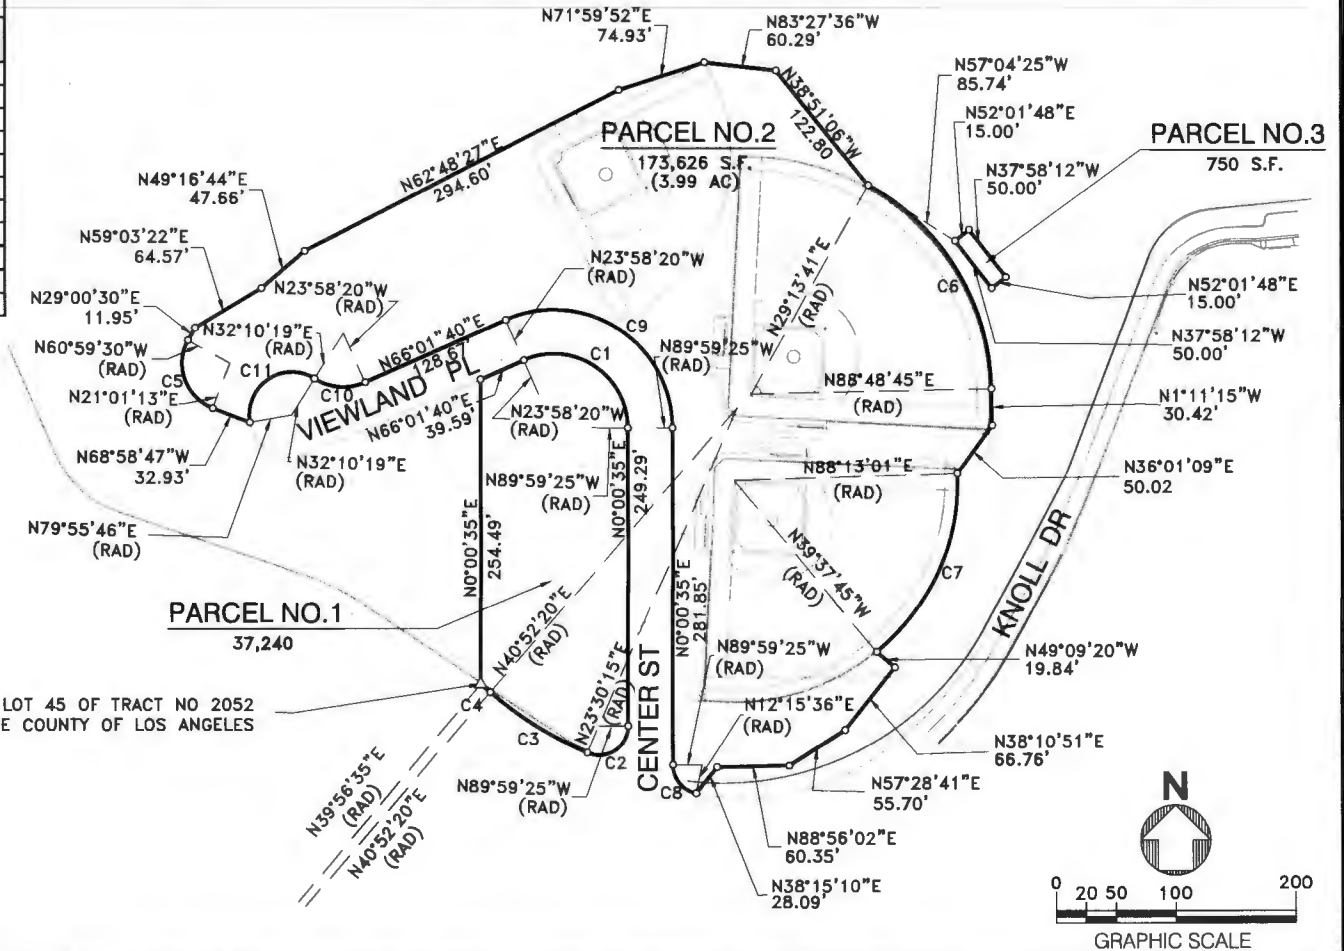 N71°59'52"E
74.93'
N83°27'36"W
60.29'
N57°04'25"W
85.74'
N52°01'48"E
15.00'
N37°58'12"W
50.00'
N38°51'06"W
122.80
PARCEL NO.2
173,626 S.F.
(3.99 AC)
PARCEL NO.3
750 S.F.
N62°48'27"E
294.60'
N49°16'44"E
47.66'
N59°03'22"E
64.57'
N23°58'20"W
(RAD)
N23°58'20"W
(RAD)
N29°13'41"E
(RAD)
C6
N52°01'48"E
15.00'
N37°58'12"W
50.00'
N29°00'30"E
11.95'
N32°10'19"E
(RAD)
N66°01'40"E
128.67'
C9
C1
N89°59'25"W
(RAD)
N60°59'30"W
(RAD)
C5
C11
C10
VIEWLAND PL
N88°48'45"E
(RAD)
N1°11'15"W
30.42'
N21°01'13"E
(RAD)
N66°01'40"E
39.59'
N23°58'20"W
(RAD)
N68°58'47"W
32.93'
N32°10'19"E
(RAD)
N89°59'25"W
(RAD)
N88°13'01"E
(RAD)
N36°01'09"E
50.02
N79°55'46"E
(RAD)
N0°00'35"E
254.49'
N0°00'35"E
249.29'
N39°37'45"W
(RAD)
C7
KNOLL DR
PARCEL NO.1
37,240
N40°52'20"E
(RAD)
N0°00'35"E
281.85'
CENTER ST
N89°59'25"W
(RAD)
N49°09'20"W
19.84'
LOT 45 OF TRACT NO 2052
E COUNTY OF LOS ANGELES
C4
C3
N23°30'15"E
(RAD)
C2
N12°15'36"E
(RAD)
N38°10'51"E
66.76'
N89°59'25"W
(RAD)
C8
N57°28'41"E
55.70'
N39°56'35"E
(RAD)
N40°52'20"E
(RAD)
N88°56'02"E
60.35'
N38°15'10"E
28.09'
N
0 20 50 100 200
GRAPHIC SCALE